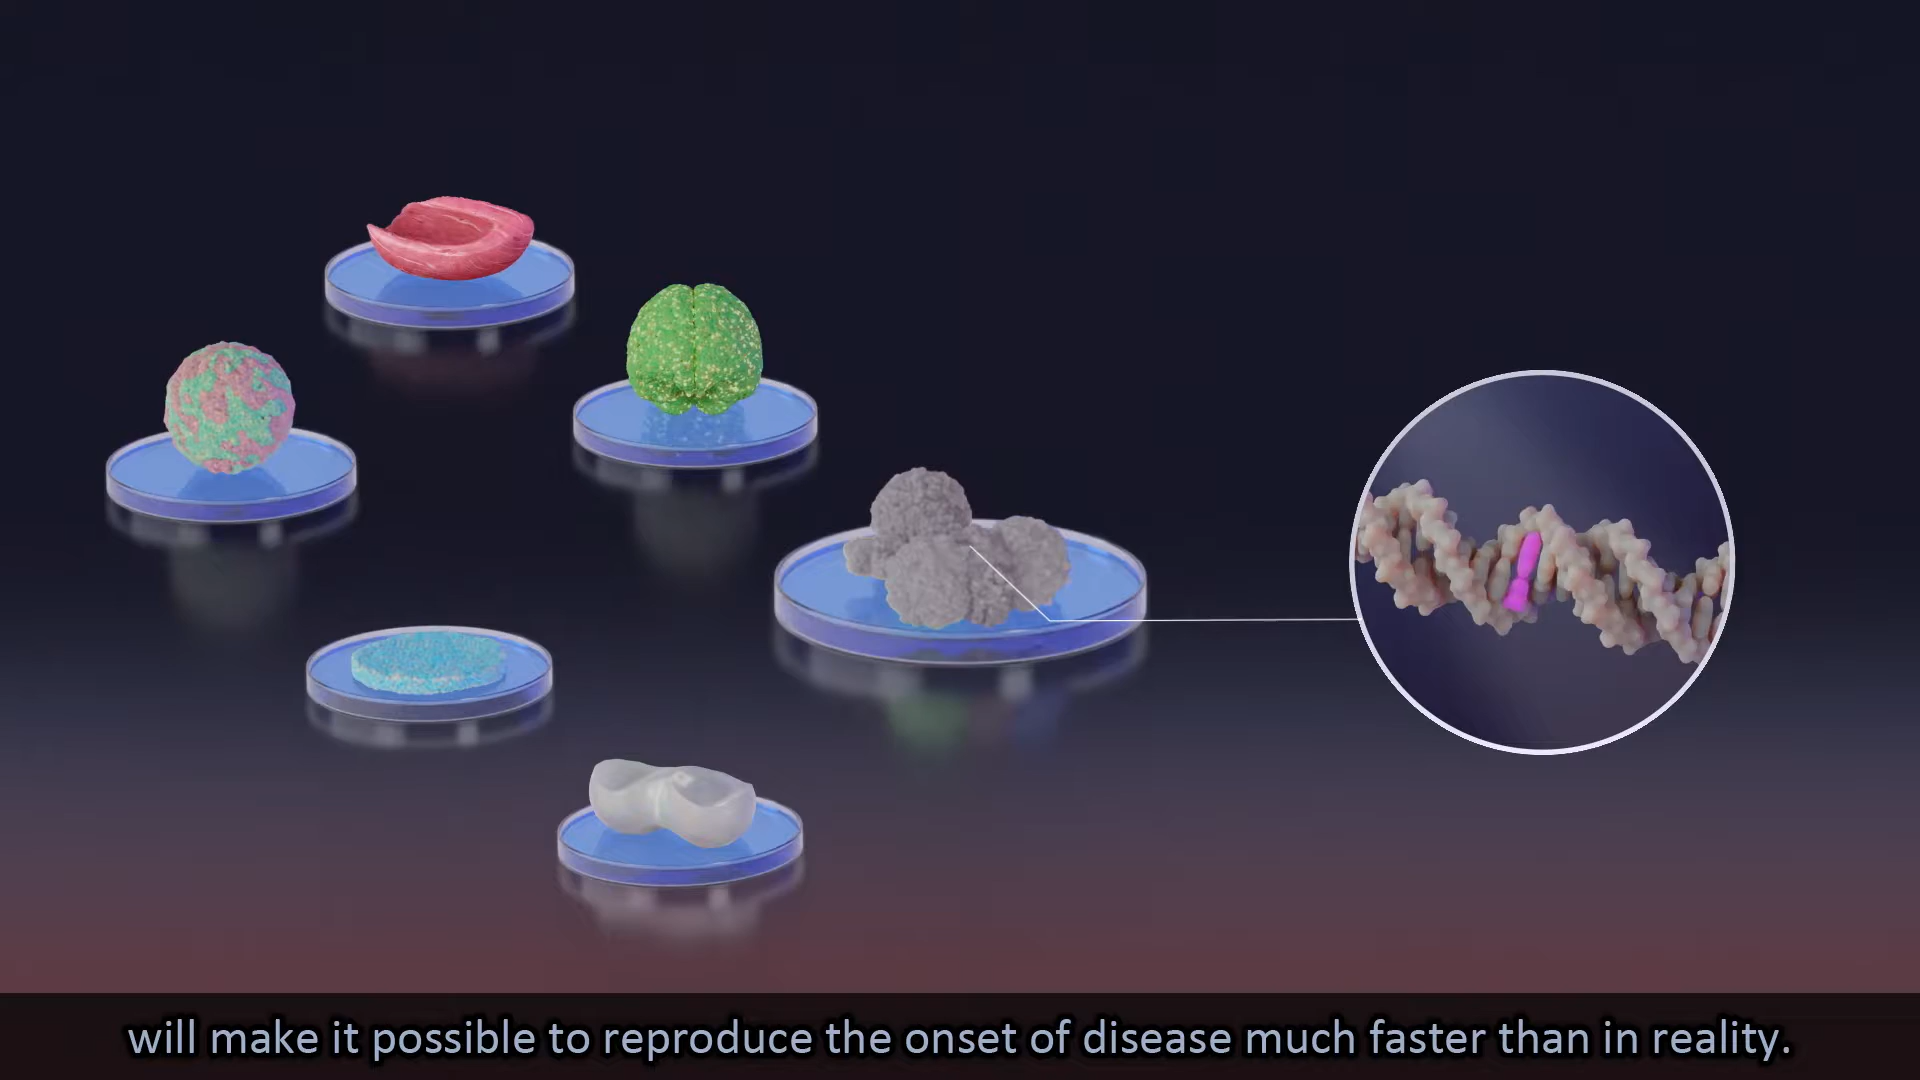 will make it possible to reproduce the onset of disease much faster than in reality.